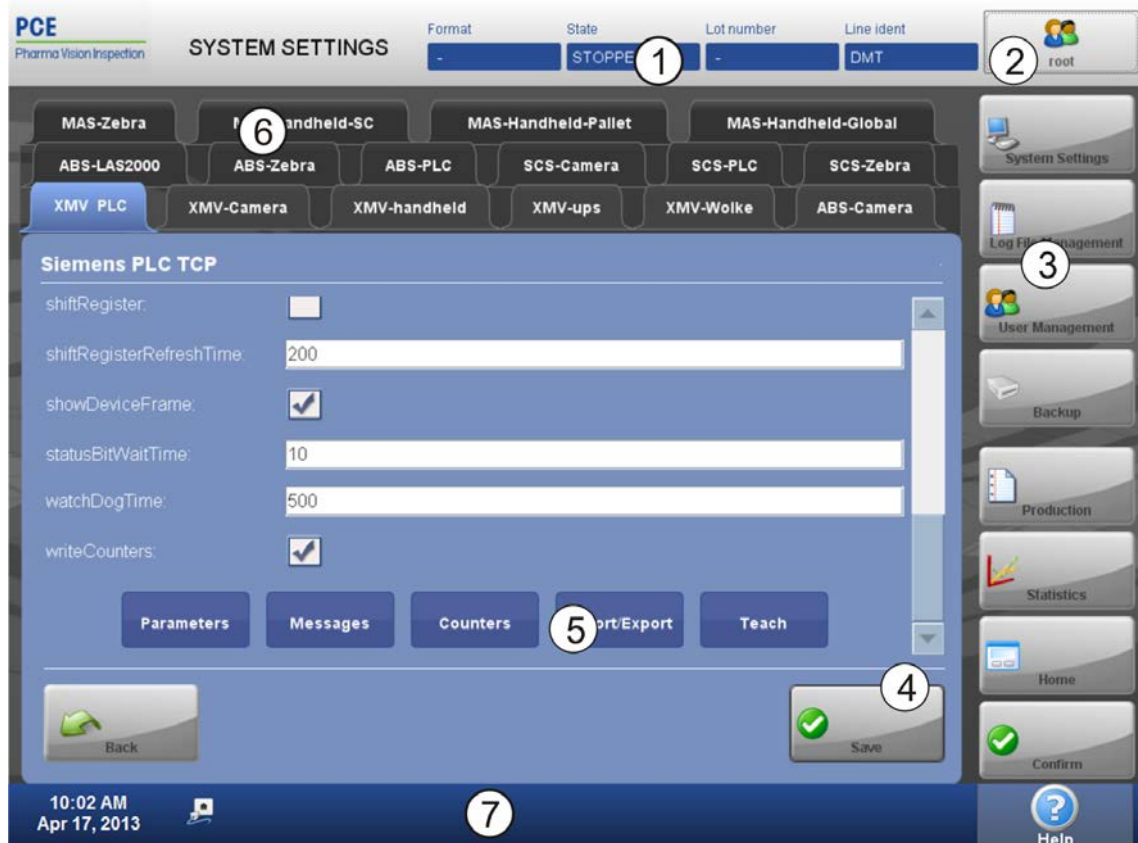 PCE
Pharma Vision Inspection
SYSTEM SETTINGS
Format
State
Lot number
Line ident
-
STOPPE
-
DMT
1
2
root
MAS-Zebra
andheld-SC
MAS-Handheld-Pallet
MAS-Handheld-Global
6
ABS-LAS2000
ABS-Zebra
ABS-PLC
SCS-Camera
SCS-PLC
SCS-Zebra
XMV PLC
XMV-Camera
XMV-handheld
XMV-ups
XMV-Wolke
ABS-Camera
Siemens PLC TCP
shiftRegister:
shiftRegisterRefreshTime: 200
showDeviceFrame:
statusBitWaitTime: 10
watchDogTime: 500
writeCounters:
Parameters
Messages
Counters
5
ort/Export
Teach
Back
4
Save
System Settings
Log File Management
3
User Management
Backup
Production
Statistics
Home
Confirm
10:02 AM
Apr 17, 2013
7
Help